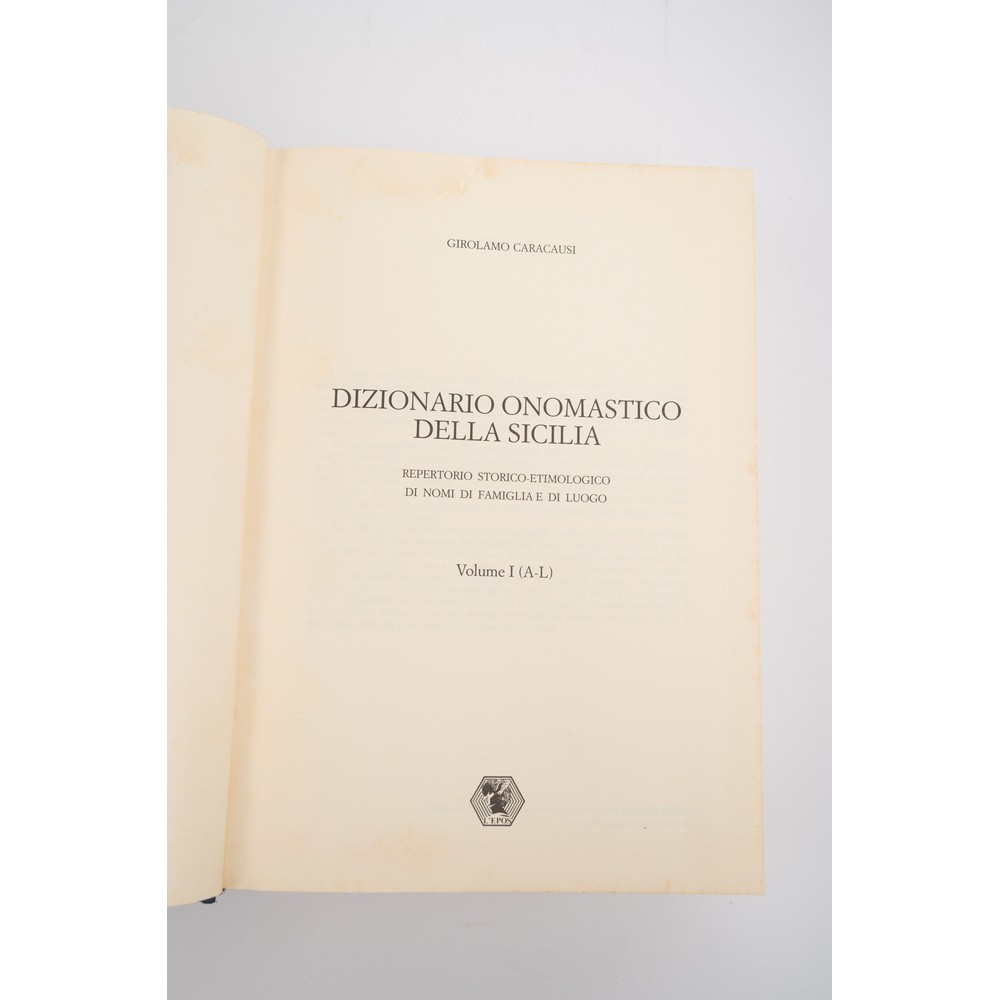 GIROLAMO CARACAUSI
DIZIONARIO ONOMASTICO
DELLA SICILIA
REPERTORIO STORICO-ETIMOLOGICO
DI NOMI DI FAMIGLIA E DI LUOGO
Volume I (A-L)
L'EPOS